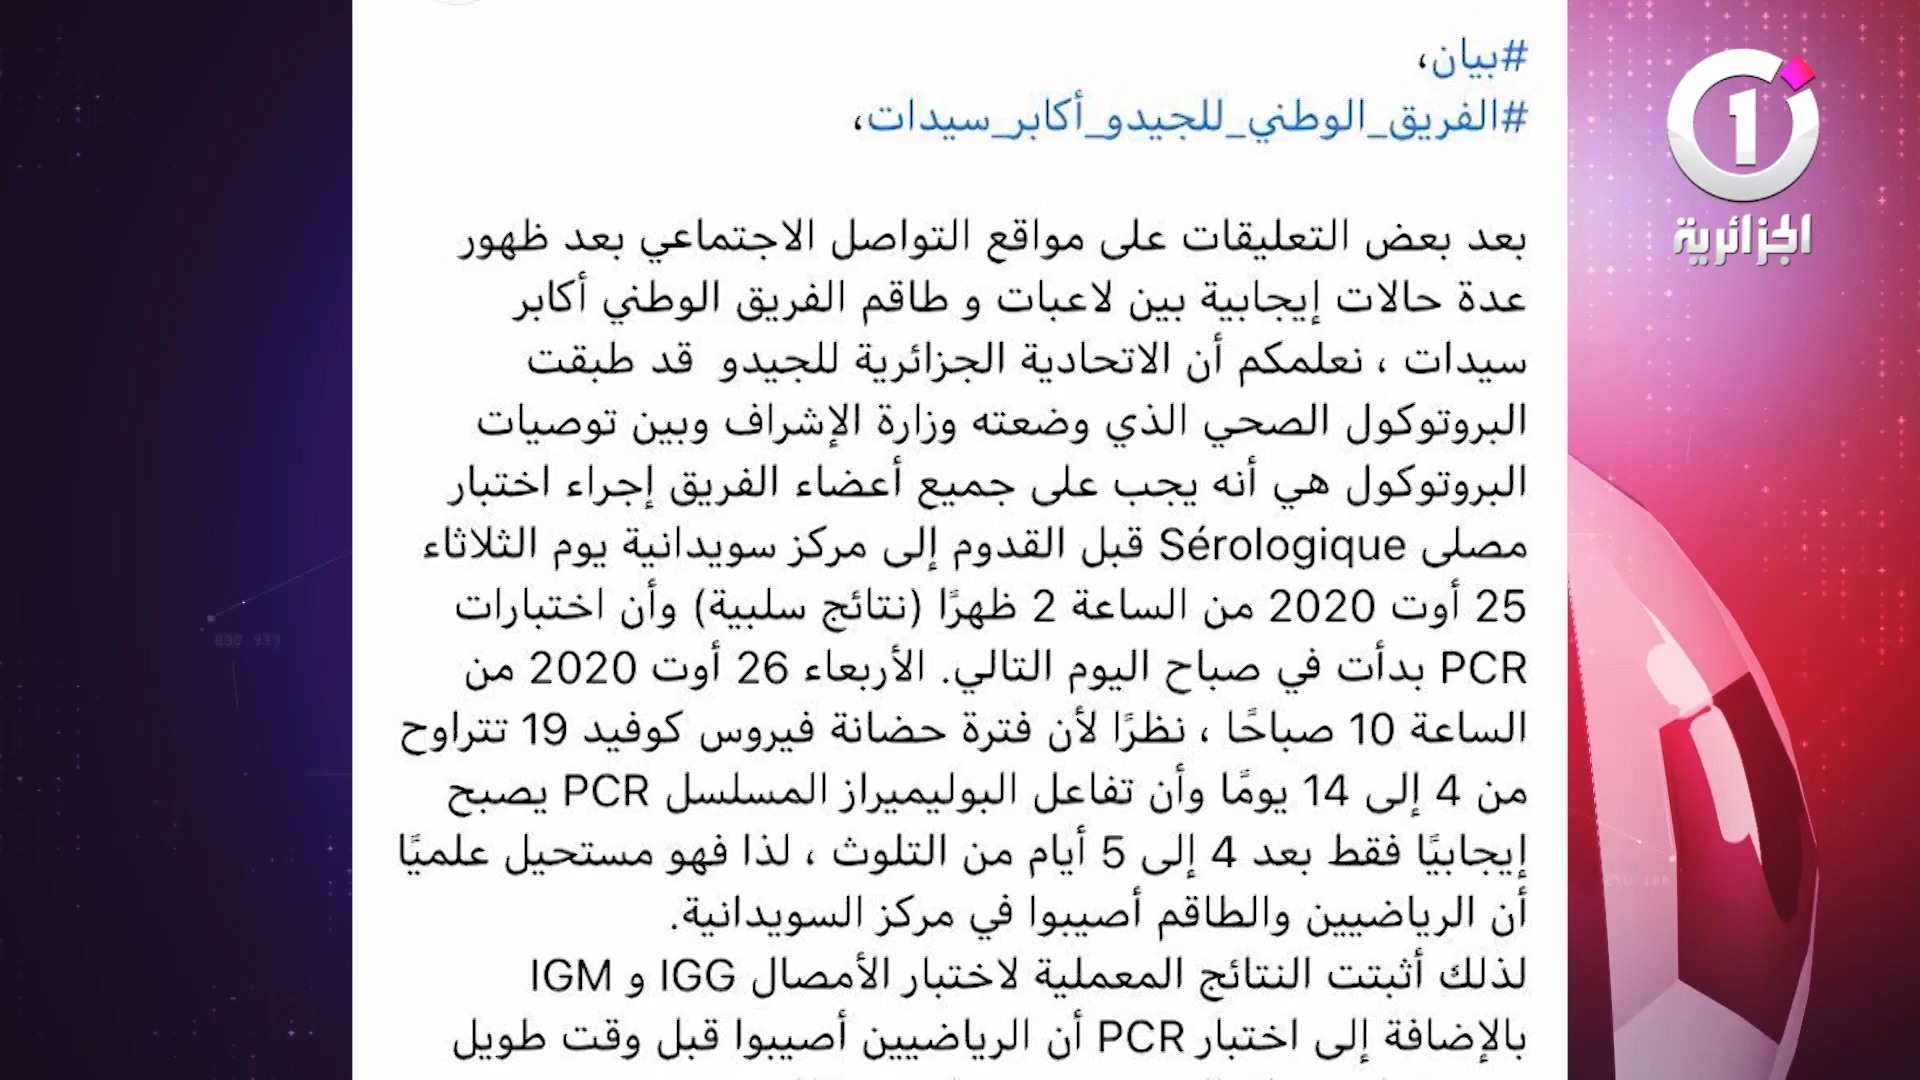 #بيان،
#الفريق_الوطني_للجيدو_أكابر_سيدات،
بعد بعض التعليقات على مواقع التواصل الاجتماعي بعد ظهور
عدة حالات إيجابية بين لاعبات و طاقم الفريق الوطني أكابر
سيدات ، نعلمكم أن الاتحادية الجزائرية للجيدو قد طبقت
البروتوكول الصحي الذي وضعته وزارة الإشراف وبين توصيات
البروتوكول هي أنه يجب على جميع أعضاء الفريق إجراء اختبار
مصلى Sérologique قبل القدوم إلى مركز سويدانية يوم الثلاثاء
25 أوت 2020 من الساعة 2 ظهرًا (نتائج سلبية) وأن اختبارات
PCR بدأت في صباح اليوم التالي. الأربعاء 26 أوت 2020 من
الساعة 10 صباحًا ، نظرًا لأن فترة حضانة فيروس كوفيد 19 تتراوح
من 4 إلى 14 يومًا وأن تفاعل البوليميراز المسلسل PCR يصبح
إيجابيًا فقط بعد 4 إلى 5 أيام من التلوث ، لذا فهو مستحيل علميًا
أن الرياضيين والطاقم أصيبوا في مركز السويدانية.
لذلك أثبتت النتائج المعملية لاختبار الأمصال IGG و IGM
بالإضافة إلى اختبار PCR أن الرياضيين أصيبوا قبل وقت طويل
1
الجزائرية
890 939